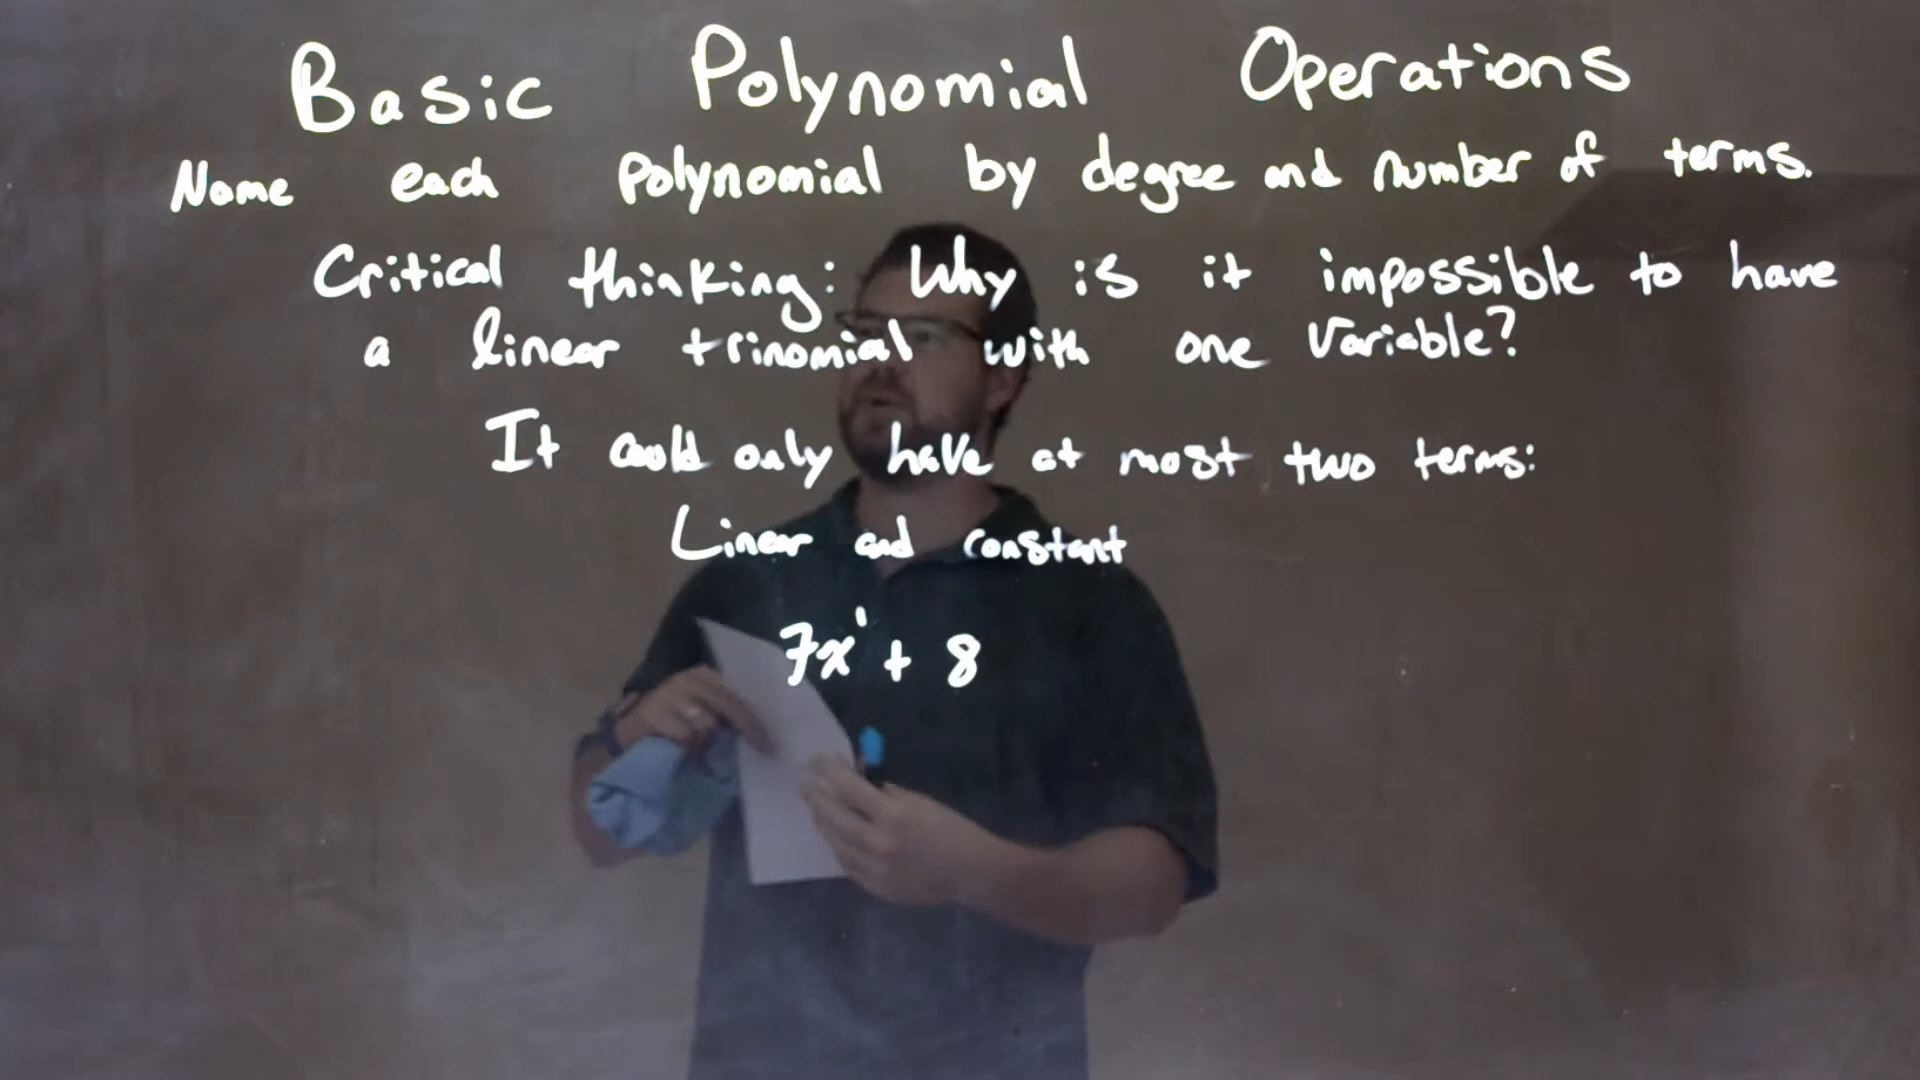 Basic Polynomial Operations
Name each polynomial by degree and number of terms.
Critical thinking: Why is it impossible to have
a linear trinomial with one variable?
It could only have at most two terms:
Linear and constant
7x¹ + 8